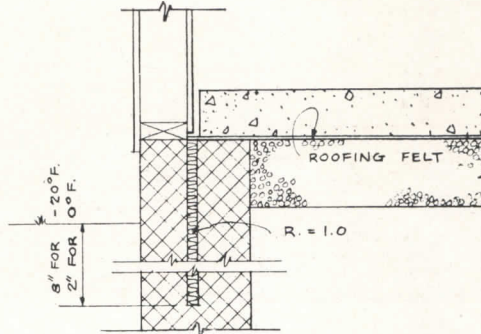 ROOFING FELT
R. = 1.0
8" FOR - 20° F.
2" FOR 0° F.